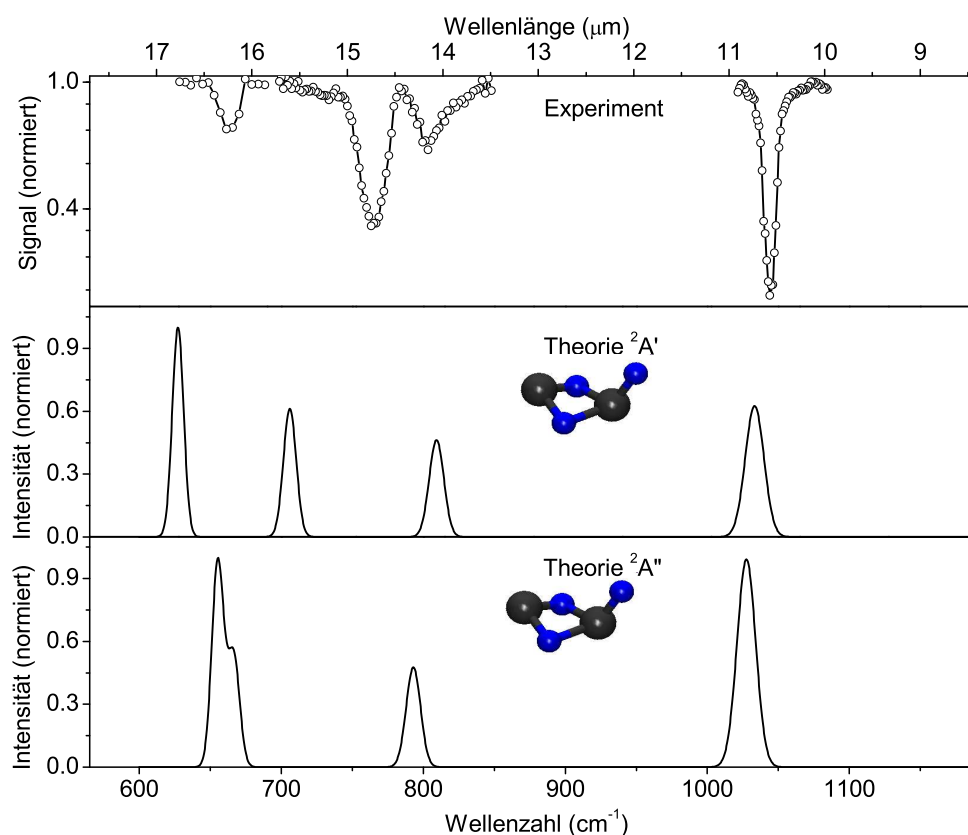 Wellenlänge (μm)
17 16 15 14 13 12 11 10 9
1.0
0.4
Signal (normiert)
Experiment
0.9
0.6
0.3
0.0
Intensität (normiert)
Theorie ²A'
0.9
0.6
0.3
0.0
Intensität (normiert)
Theorie ²A"
600 700 800 900 1000 1100
Wellenzahl (cm⁻¹)